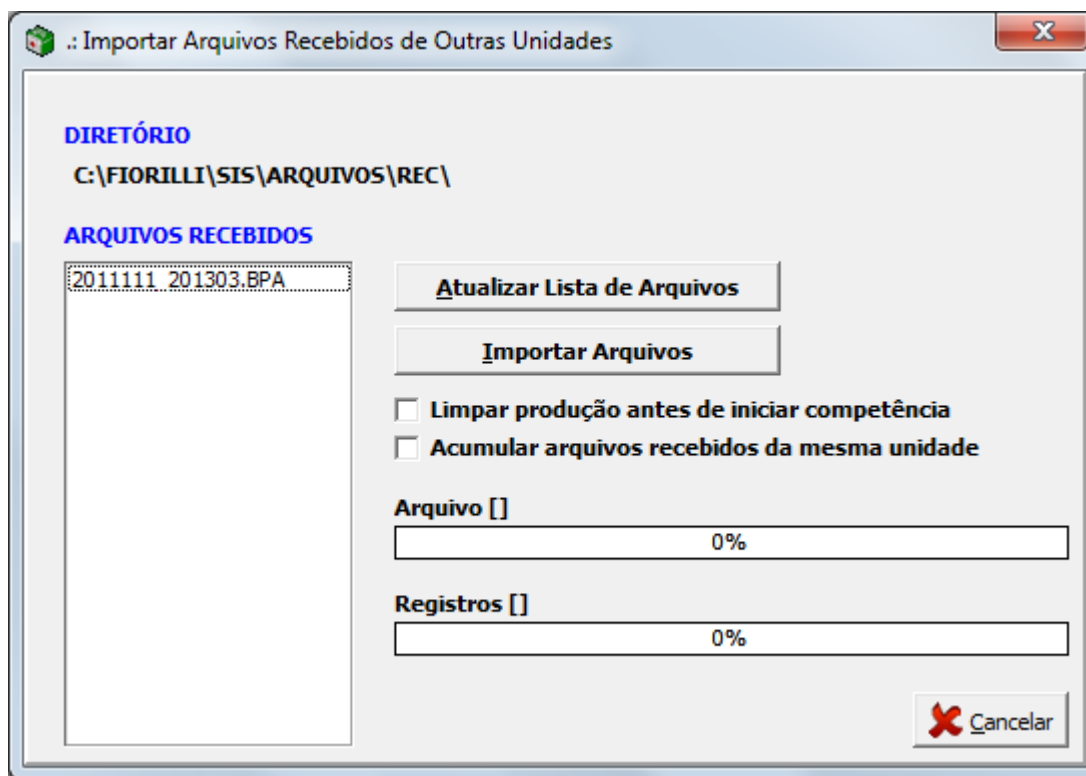 .: Importar Arquivos Recebidos de Outras Unidades
DIRETÓRIO
C:\FIORILLI\SIS\ARQUIVOS\REC\
ARQUIVOS RECEBIDOS
2011111_201303.BPA
Atualizar Lista de Arquivos
Importar Arquivos
Limpar produção antes de iniciar competência
Acumular arquivos recebidos da mesma unidade
Arquivo []
0%
Registros []
0%
Cancelar